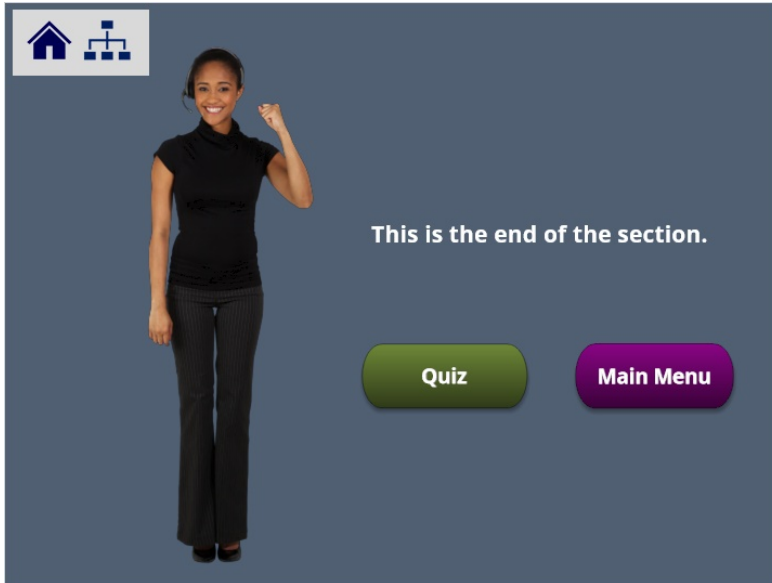 This is the end of the section.
Quiz
Main Menu